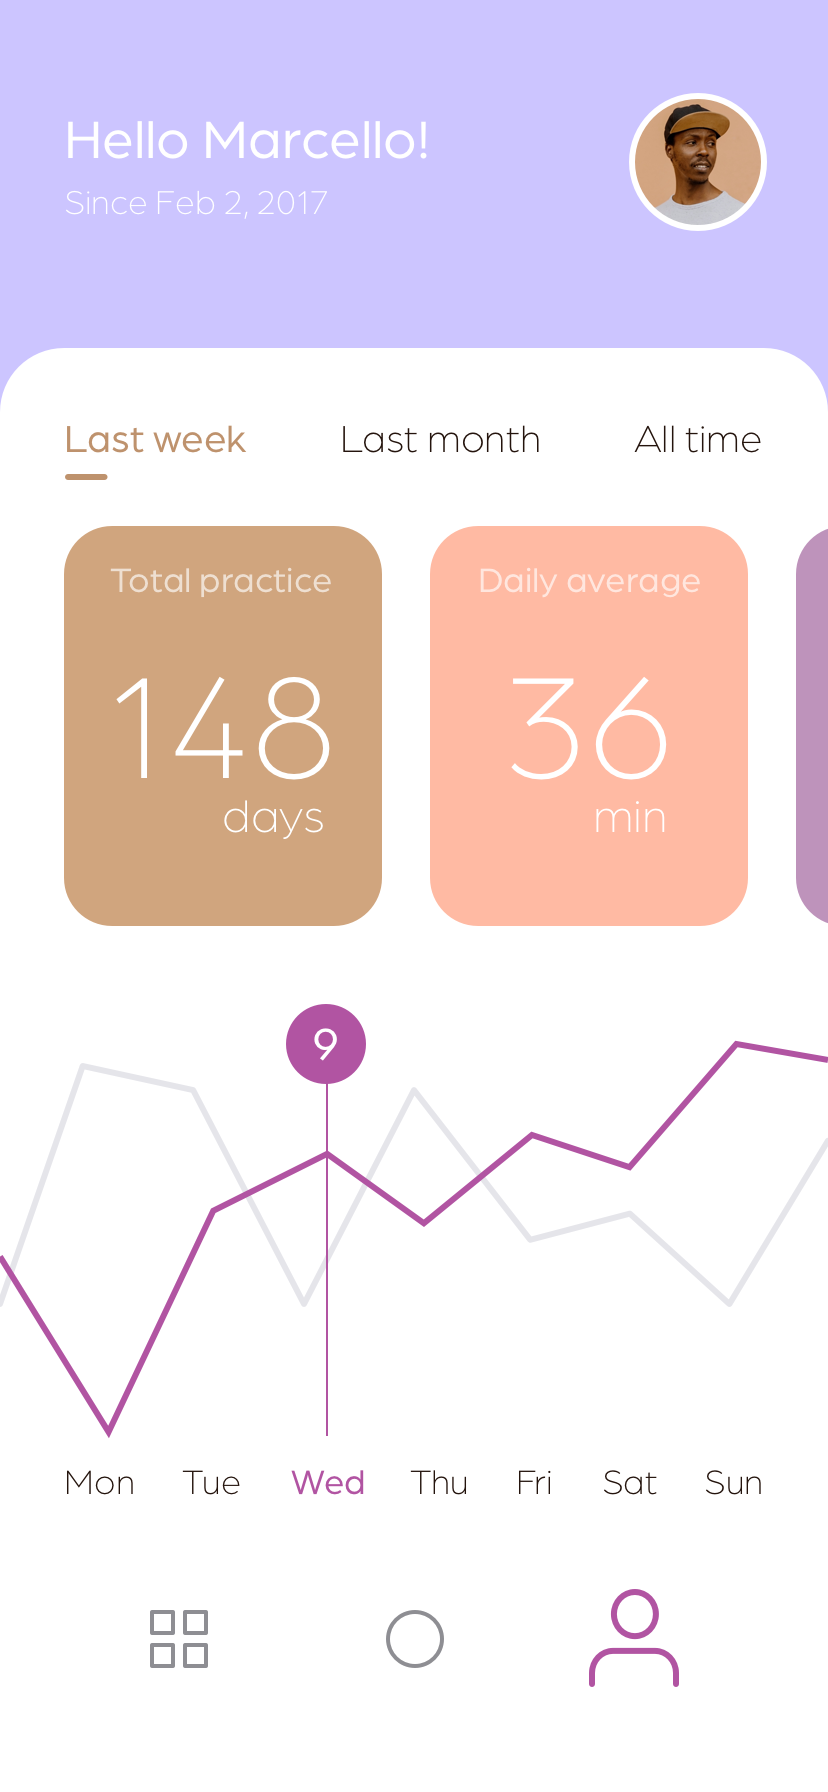 Hello Marcello!
Since Feb 2, 2017
Last week Last month All time
Total practice
148
days
Daily average
36
min
9
Mon Tue Wed Thu Fri Sat Sun